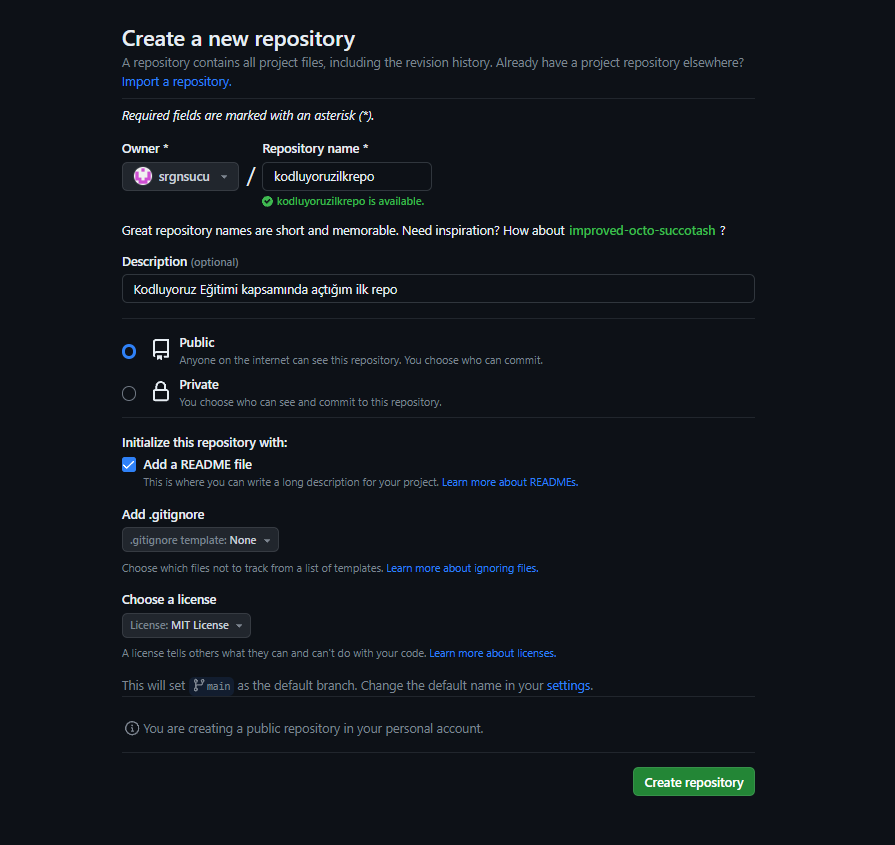 Create a new repository
A repository contains all project files, including the revision history. Already have a project repository elsewhere?
Import a repository.
Required fields are marked with an asterisk (*).
Owner * Repository name *
srgnsucu / kodluyoruzilkrepo
kodluyoruzilkrepo is available.
Great repository names are short and memorable. Need inspiration? How about improved-octo-succotash ?
Description (optional)
Kodluyoruz Eğitimi kapsamında açtığım ilk repo
Public
Anyone on the internet can see this repository. You choose who can commit.
Private
You choose who can see and commit to this repository.
Initialize this repository with:
Add a README file
This is where you can write a long description for your project. Learn more about READMEs.
Add .gitignore
.gitignore template: None
Choose which files not to track from a list of templates. Learn more about ignoring files.
Choose a license
License: MIT License
A license tells others what they can and can't do with your code. Learn more about licenses.
This will set main as the default branch. Change the default name in your settings.
You are creating a public repository in your personal account.
Create repository